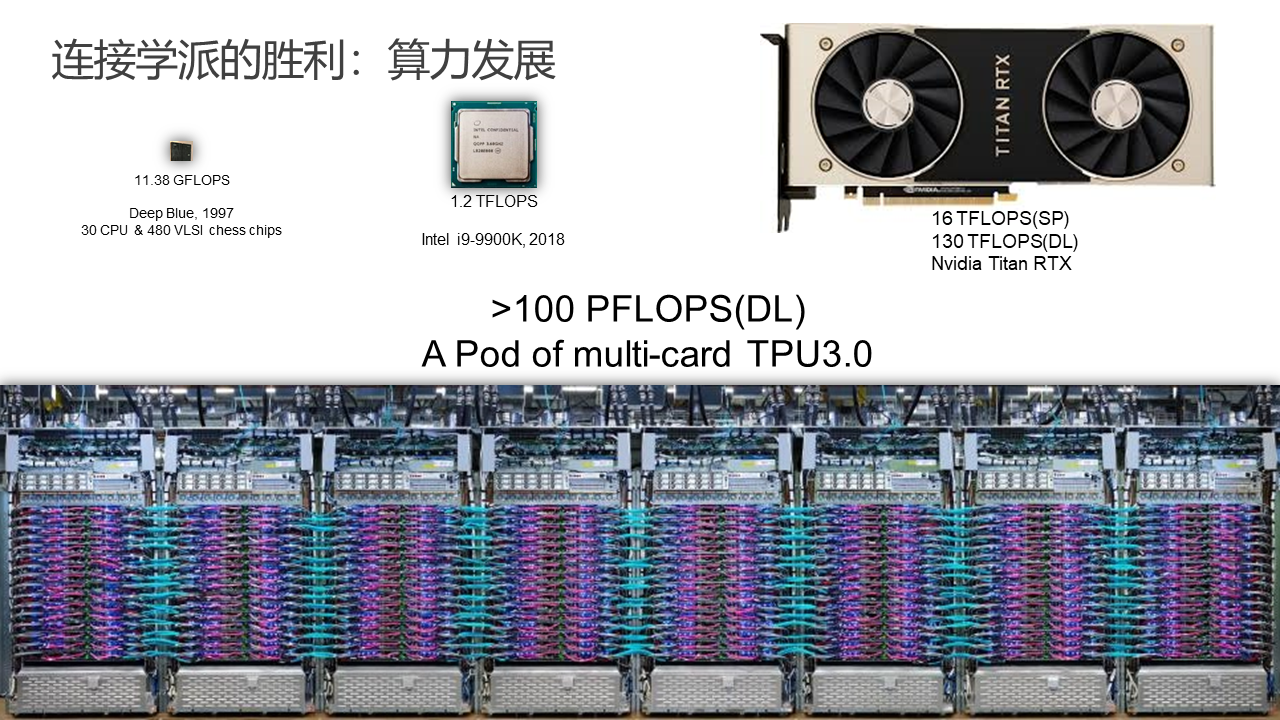 连接学派的胜利：算力发展
11.38 GFLOPS
Deep Blue, 1997
30 CPU & 480 VLSI chess chips
INTEL CONFIDENTIAL
1.2 TFLOPS
Intel i9-9900K, 2018
TITAN RTX
NVIDIA
16 TFLOPS(SP)
130 TFLOPS(DL)
Nvidia Titan RTX
>100 PFLOPS(DL)
A Pod of multi-card TPU3.0